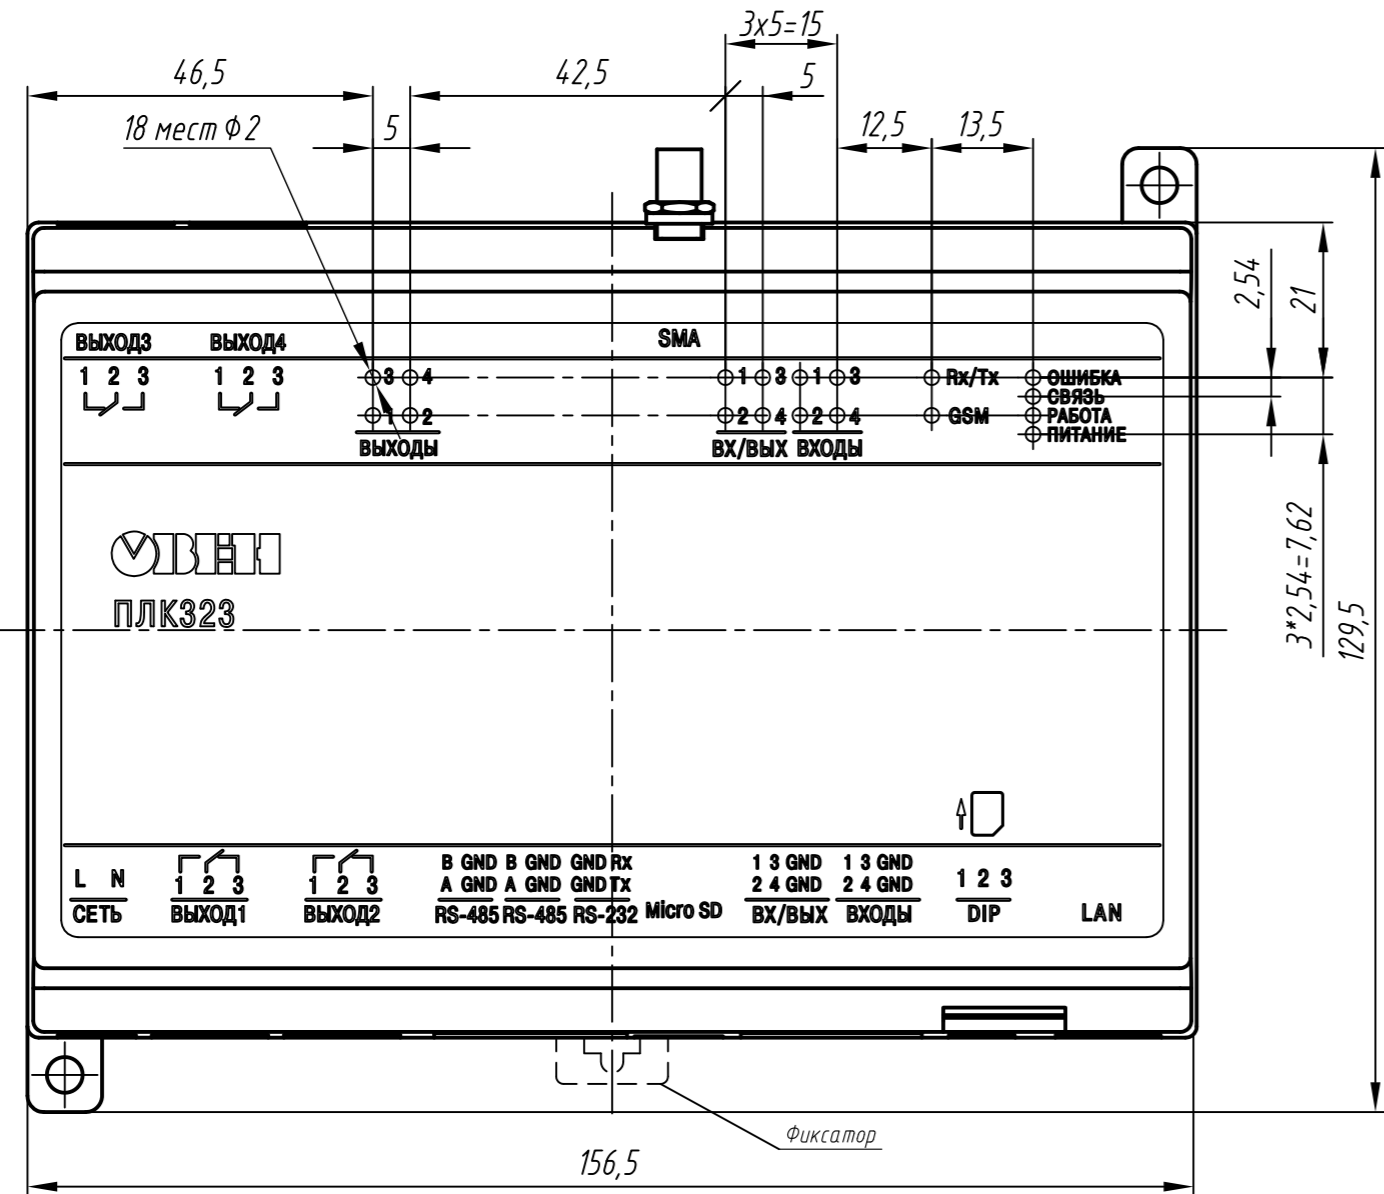 3x5=15
46,5
42,5
5
18 мест Ф2
5
12,5
13,5
2,54
21
ВЫХОД3 ВЫХОД4 SMA
1 2 3 1 2 3
3 4 1 3 1 3 Rx/Tx ОШИБКА
СВЯЗЬ
1 2 2 4 2 4 GSM РАБОТА
ПИТАНИЕ
ВЫХОДЫ ВХ/ВЫХ ВХОДЫ
3*2,54=7,62
129,5
ОВЕН
ПЛК323
B GND B GND GND Rx 1 3 GND 1 3 GND
L N 1 2 3 1 2 3 A GND A GND GND Tx 2 4 GND 2 4 GND 1 2 3
СЕТЬ ВЫХОД1 ВЫХОД2 RS-485 RS-485 RS-232 Micro SD ВХ/ВЫХ ВХОДЫ DIP LAN
Фиксатор
156,5